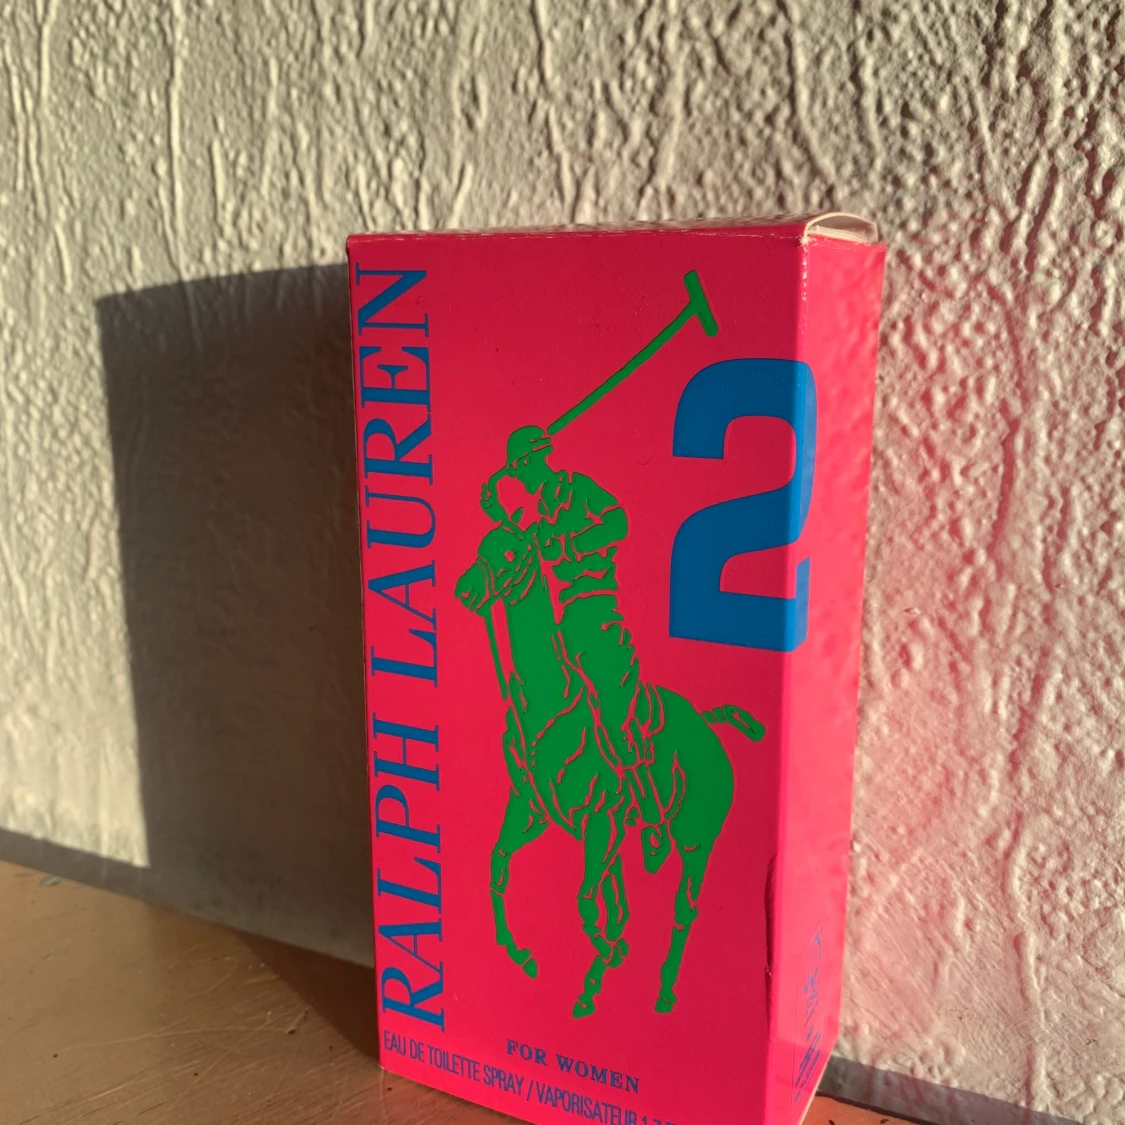 RALPH LAUREN
2
FOR WOMEN
EAU DE TOILETTE SPRAY / VAPORISATEUR